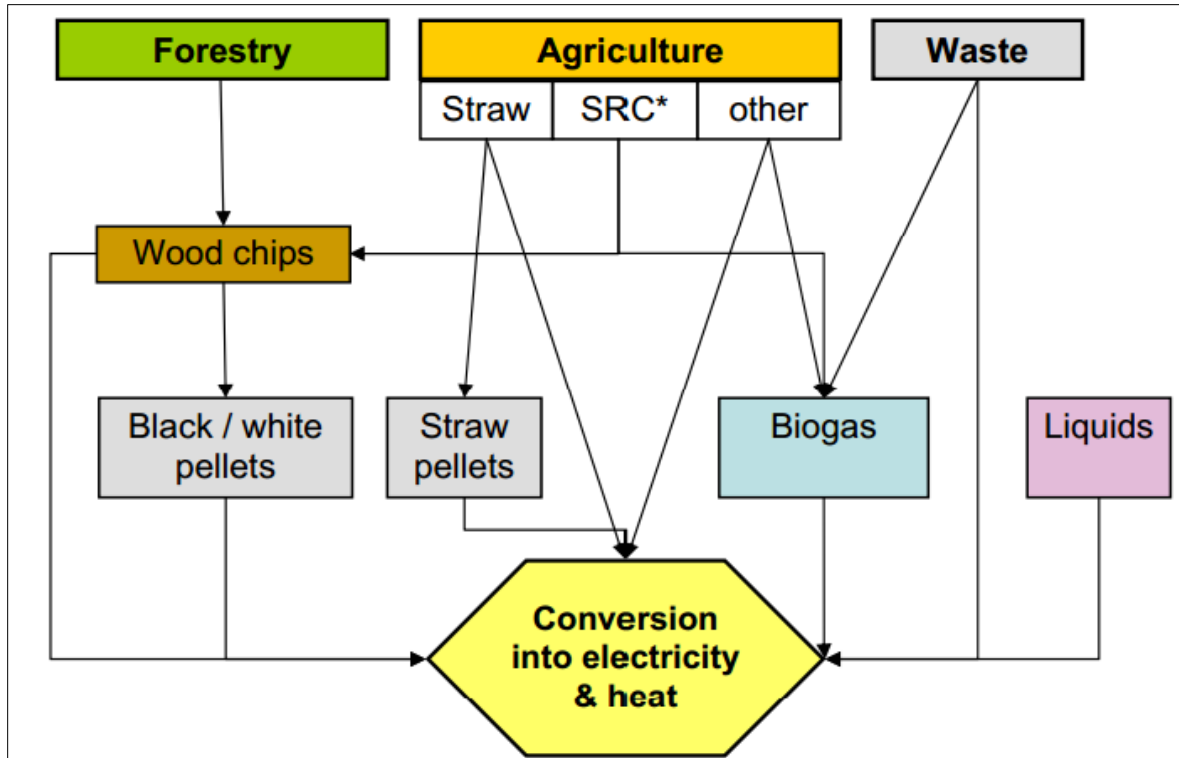 Forestry
Agriculture
Waste
Straw
SRC*
other
Wood chips
Black / white
pellets
Straw
pellets
Biogas
Liquids
Conversion
into electricity
& heat